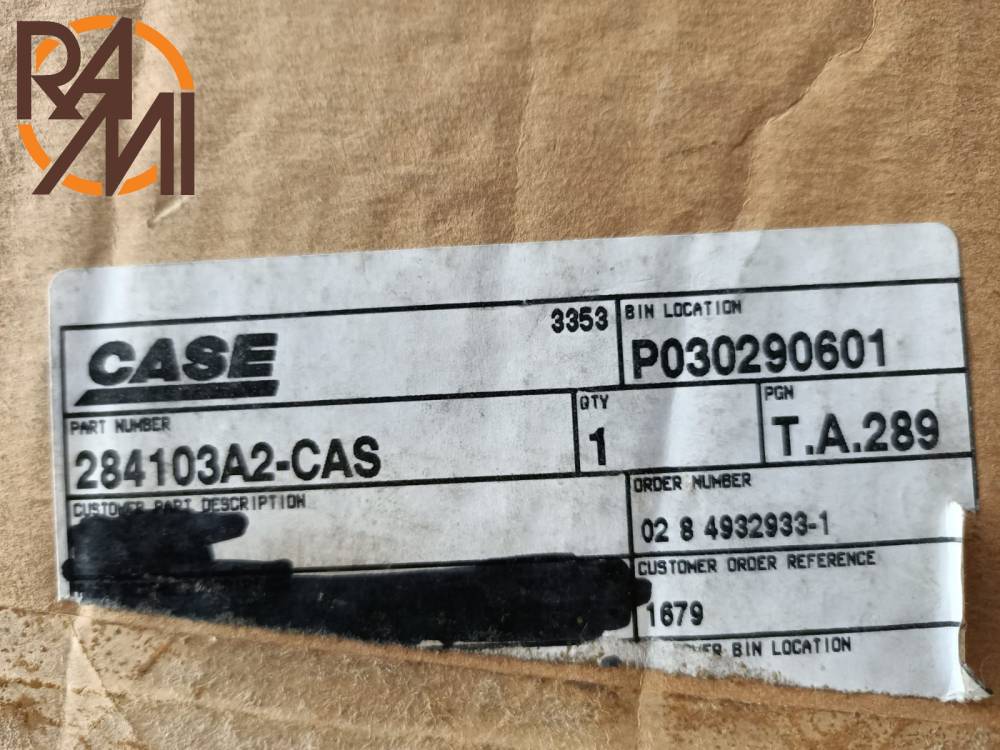 RAMI
3353
BIN LOCATION
CASE
P030290601
PART NUMBER
QTY
PGN
284103A2-CAS
1
T.A.289
CUSTOMER PART DESCRIPTION
ORDER NUMBER
02 8 4932933-1
CUSTOMER ORDER REFERENCE
1679
BIN LOCATION